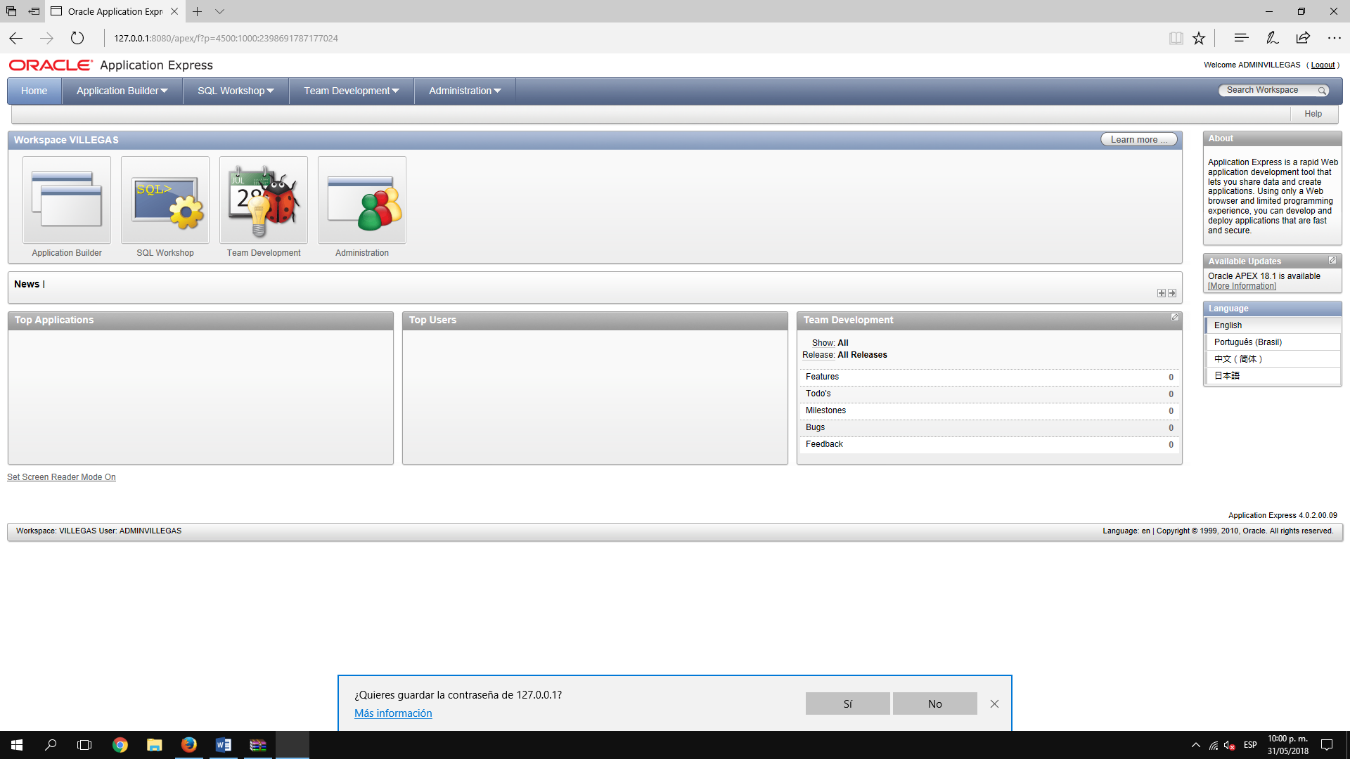 Oracle Application Expr
127.0.0.1:8080/apex/f?p=4500:1000:2398691787177024
ORACLE Application Express
Welcome ADMINVILLEGAS ( Logout )
Home
Application Builder
SQL Workshop
Team Development
Administration
Search Workspace
Help
Workspace VILLEGAS
Learn more ...
SQL>
JUL
28
Application Builder
SQL Workshop
Team Development
Administration
About
Application Express is a rapid Web
application development tool that
lets you share data and create
applications. Using only a Web
browser and limited programming
experience, you can develop and
deploy applications that are fast
and secure.
News |
Available Updates
Oracle APEX 18.1 is available
[More Information]
Language
English
Português (Brasil)
中文 ( 简体 )
日本語
Top Applications
Top Users
Team Development
Show: All
Release: All Releases
Features 0
Todo's 0
Milestones 0
Bugs 0
Feedback 0
Set Screen Reader Mode On
Application Express 4.0.2.00.09
Workspace: VILLEGAS User: ADMINVILLEGAS
Language: en | Copyright © 1999, 2010, Oracle. All rights reserved.
¿Quieres guardar la contraseña de 127.0.0.1?
Más información
Sí
No
ESP
10:00 p. m.
31/05/2018